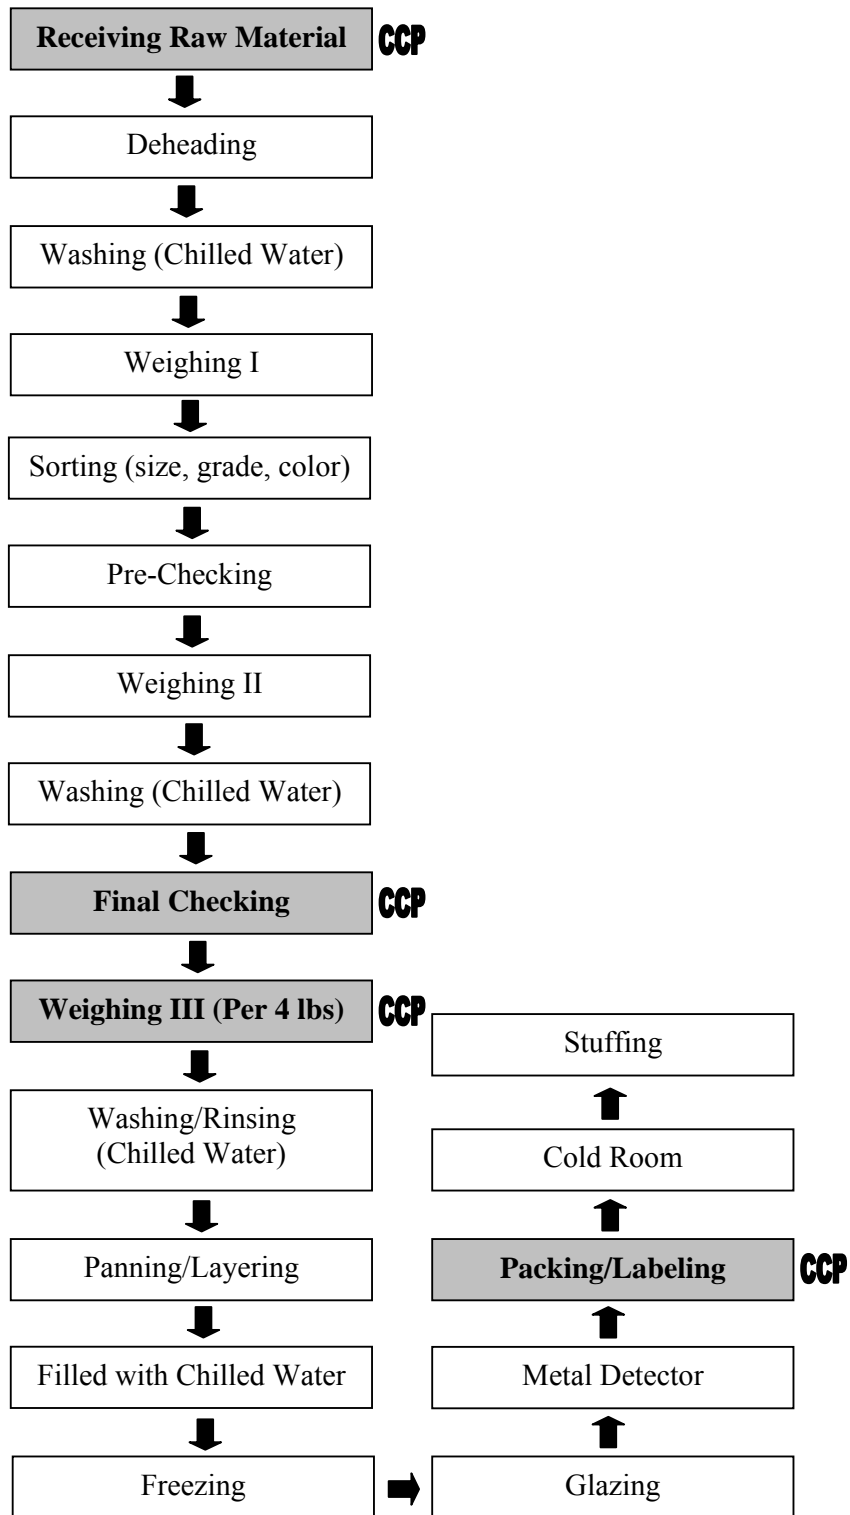 Receiving Raw Material CCP
Deheading
Washing (Chilled Water)
Weighing I
Sorting (size, grade, color)
Pre-Checking
Weighing II
Washing (Chilled Water)
Final Checking CCP
Weighing III (Per 4 lbs) CCP
Washing/Rinsing
(Chilled Water)
Panning/Layering
Filled with Chilled Water
Freezing
Glazing
Metal Detector
Packing/Labeling CCP
Cold Room
Stuffing